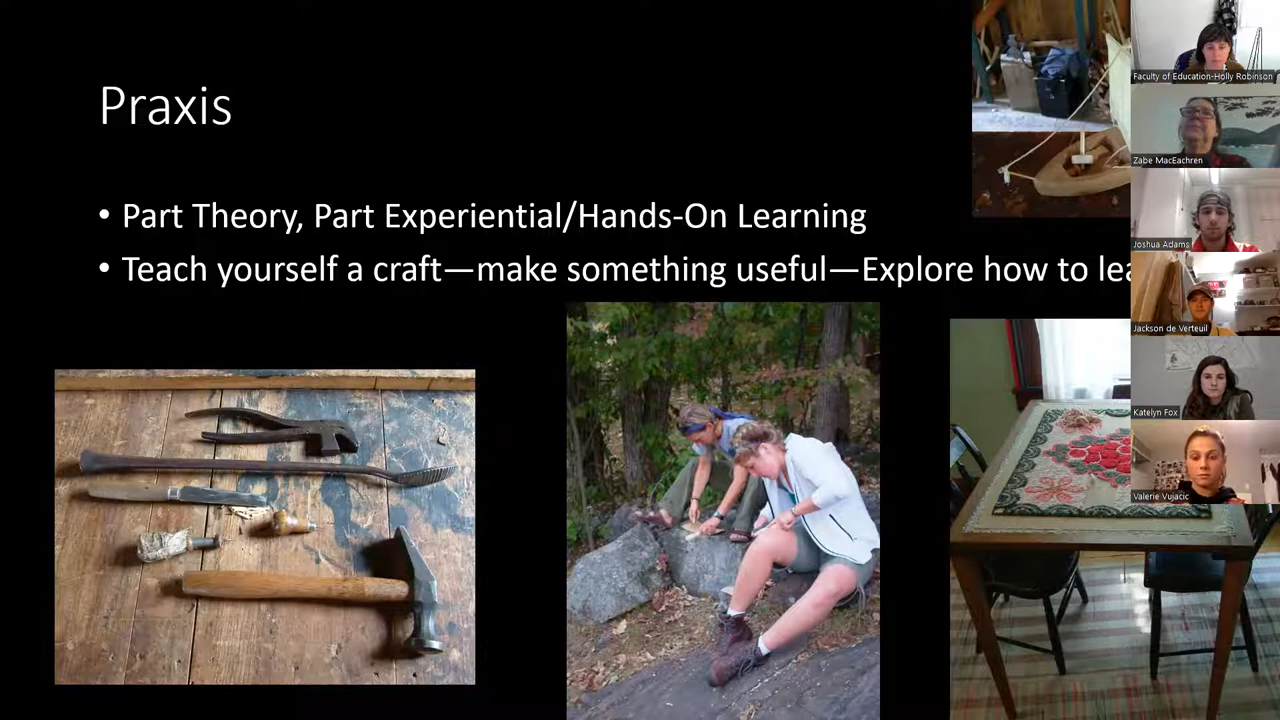 Praxis
• Part Theory, Part Experiential/Hands-On Learning
• Teach yourself a craft—make something useful—Explore how to lea
Faculty of Education-Holly Robinson
Zabe MacEachren
Joshua Adams
Jackson de Verteuil
Katelyn Fox
Valerie Vujacic